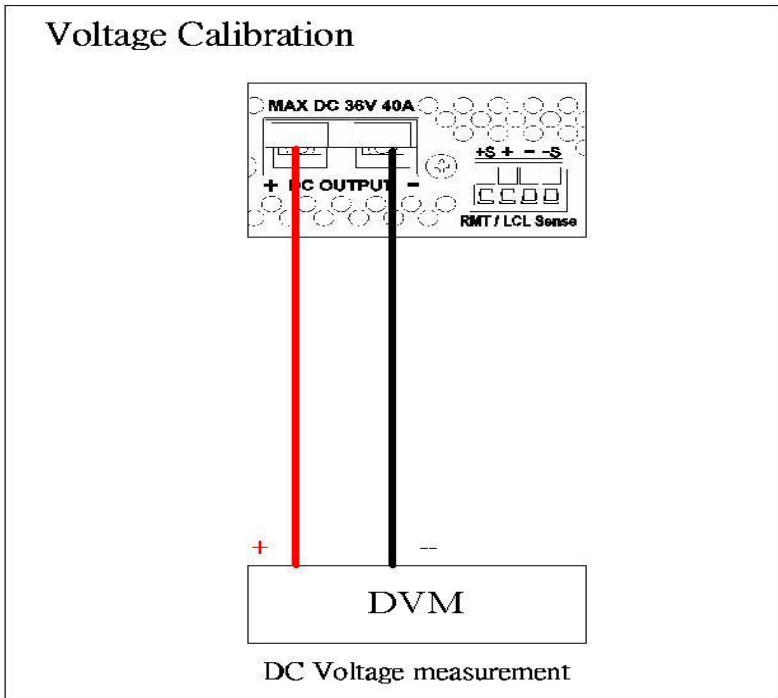 Voltage Calibration
MAX DC 36V 40A
+S + - -S
+ DC OUTPUT -
RMT / LCL Sense
+ --
DVM
DC Voltage measurement